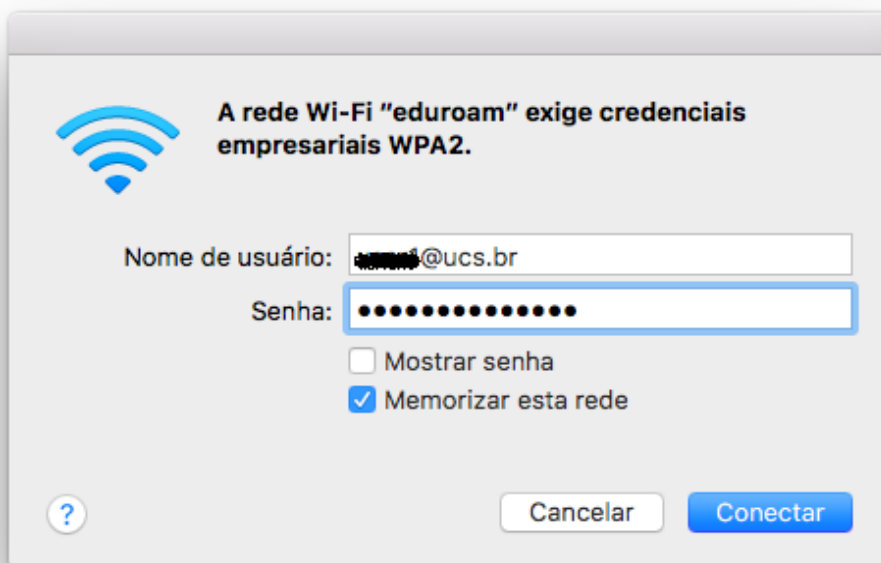 A rede Wi-Fi "eduroam" exige credenciais
empresariais WPA2.
Nome de usuário: @ucs.br
Senha: ••••••••••••••
Mostrar senha
Memorizar esta rede
? Cancelar Conectar